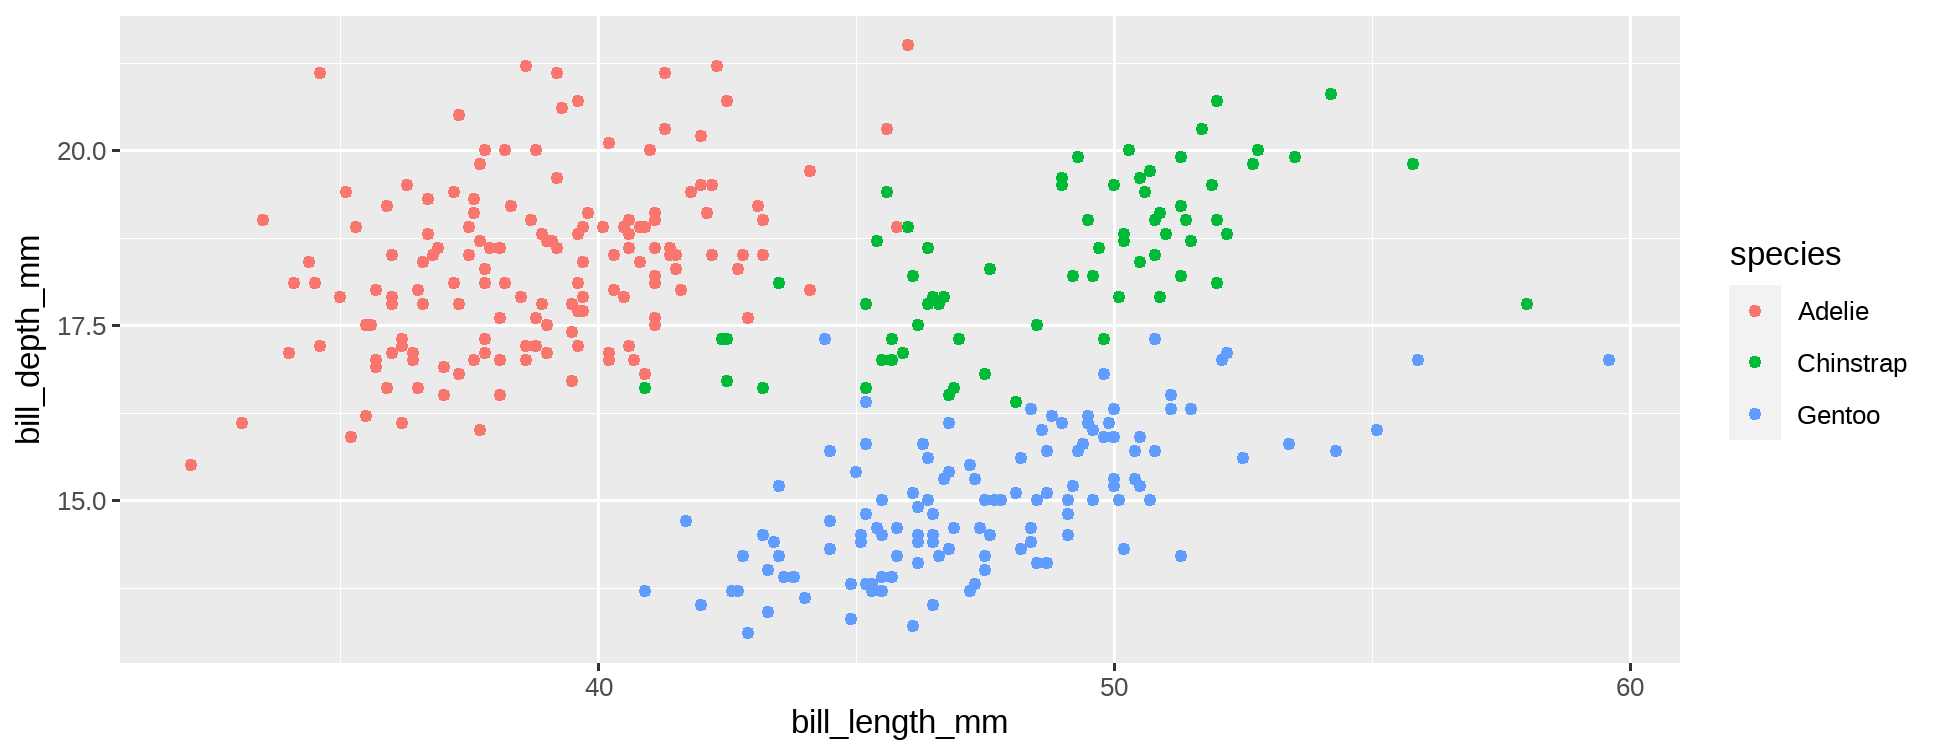 20.0
17.5
15.0
bill_depth_mm
40 50 60
bill_length_mm
species
Adelie
Chinstrap
Gentoo